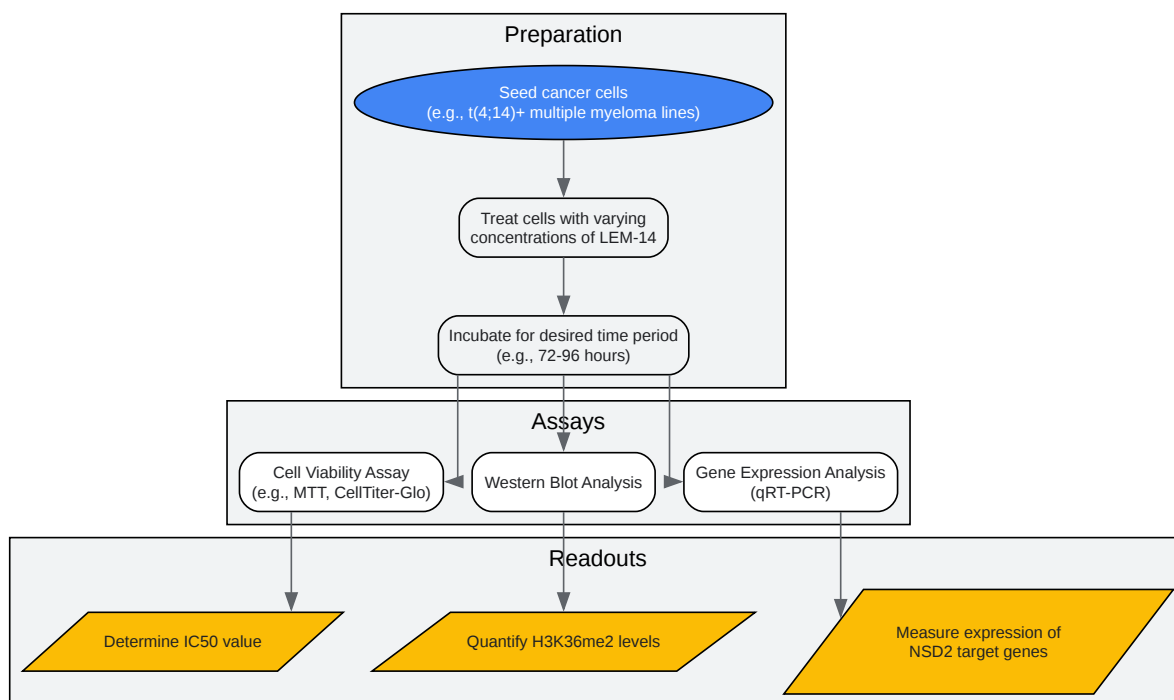 Preparation
Seed cancer cells
(e.g., t(4;14)+ multiple myeloma lines)
Treat cells with varying
concentrations of LEM-14
Incubate for desired time period
(e.g., 72-96 hours)
Assays
Cell Viability Assay
(e.g., MTT, CellTiter-Glo)
Western Blot Analysis
Gene Expression Analysis
(qRT-PCR)
Readouts
Determine IC50 value
Quantify H3K36me2 levels
Measure expression of
NSD2 target genes